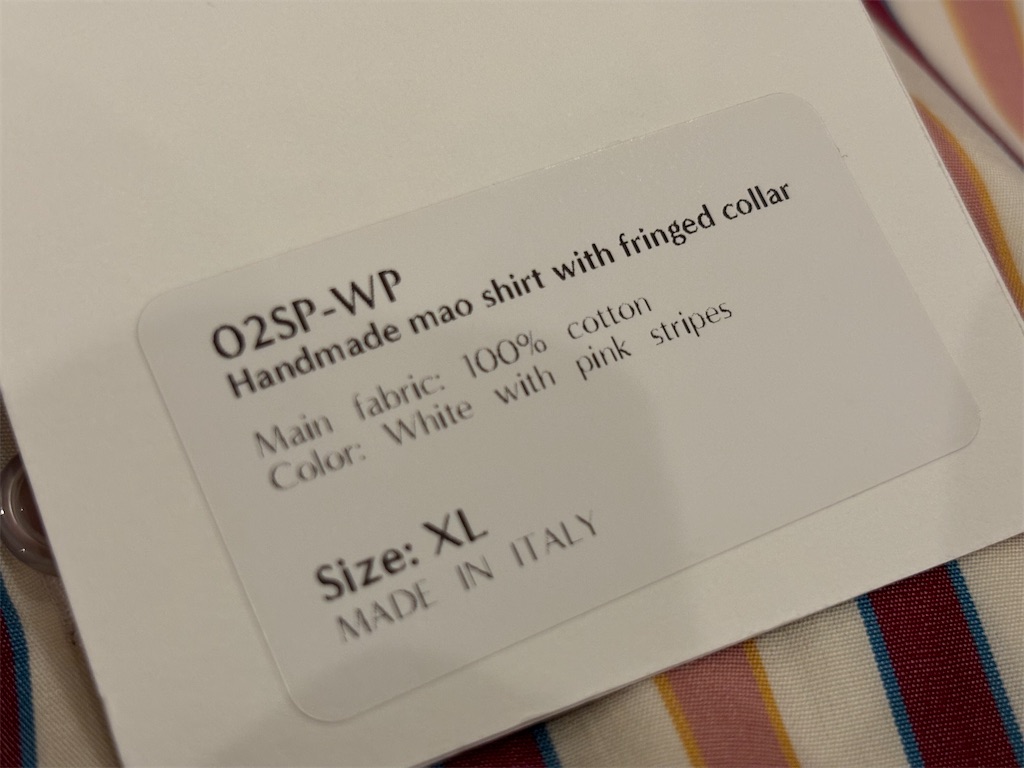 02SP-WP
Handmade mao shirt with fringed collar
Main fabric: 100% cotton
Color: White with pink stripes
Size: XL
MADE IN ITALY